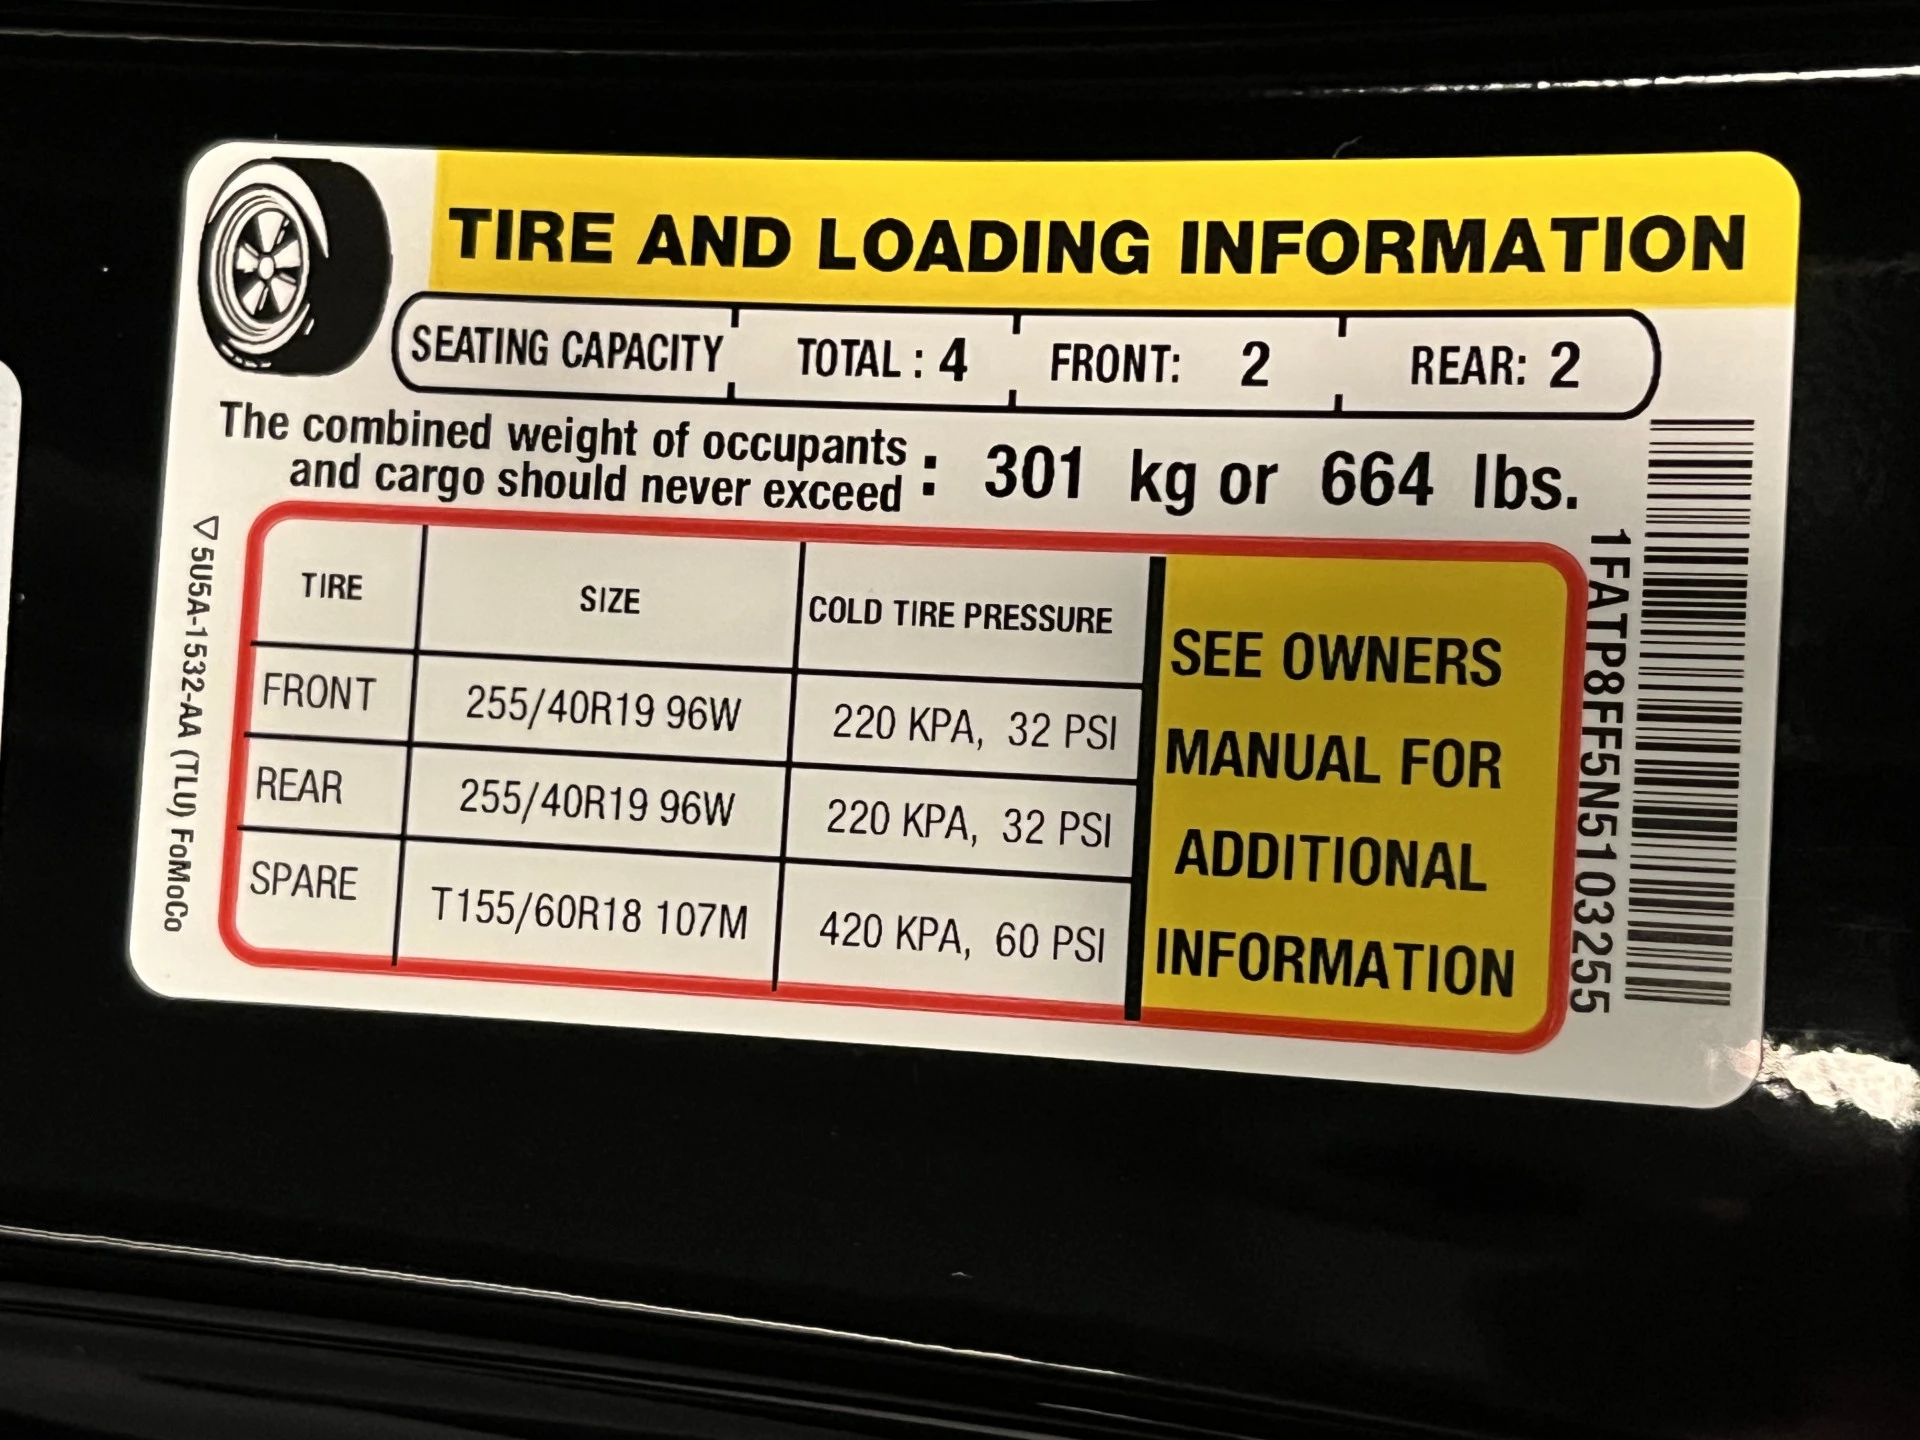 TIRE AND LOADING INFORMATION
SEATING CAPACITY TOTAL : 4 FRONT: 2 REAR: 2
The combined weight of occupants
and cargo should never exceed : 301 kg or 664 lbs.
TIRE SIZE COLD TIRE PRESSURE
FRONT 255/40R19 96W 220 KPA, 32 PSI
REAR 255/40R19 96W 220 KPA, 32 PSI
SPARE T155/60R18 107M 420 KPA, 60 PSI
SEE OWNERS
MANUAL FOR
ADDITIONAL
INFORMATION
5U5A-1532-AA (TLU) FoMoCo
1FATP8FF5N5103255